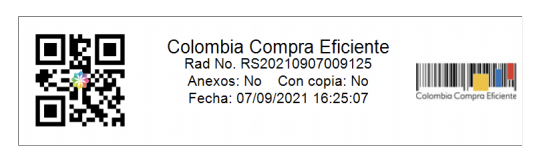 Colombia Compra Eficiente
Rad No. RS20210907009125
Anexos: No Con copia: No
Fecha: 07/09/2021 16:25:07
Colombia Compra Eficiente